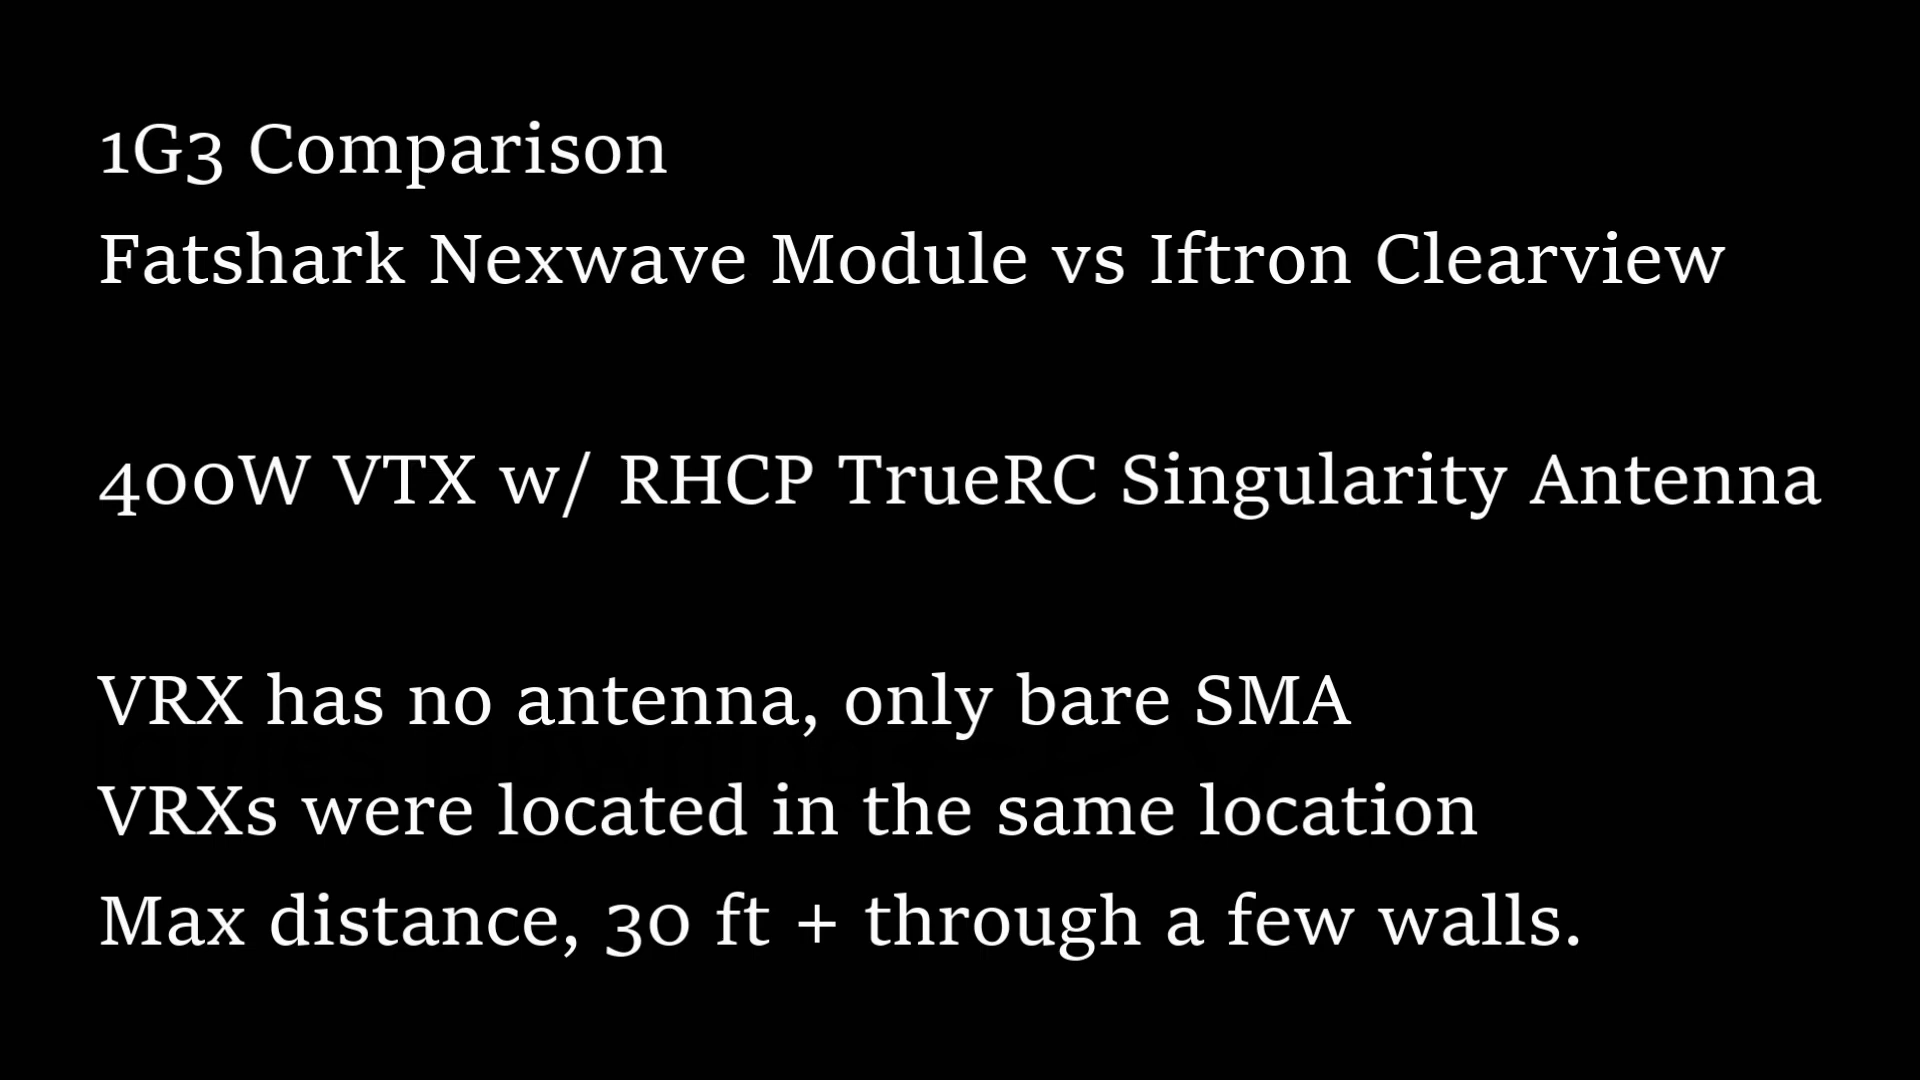 1G3 Comparison
Fatshark Nexwave Module vs Iftron Clearview
400W VTX w/ RHCP TrueRC Singularity Antenna
VRX has no antenna, only bare SMA
VRXs were located in the same location
Max distance, 30 ft + through a few walls.